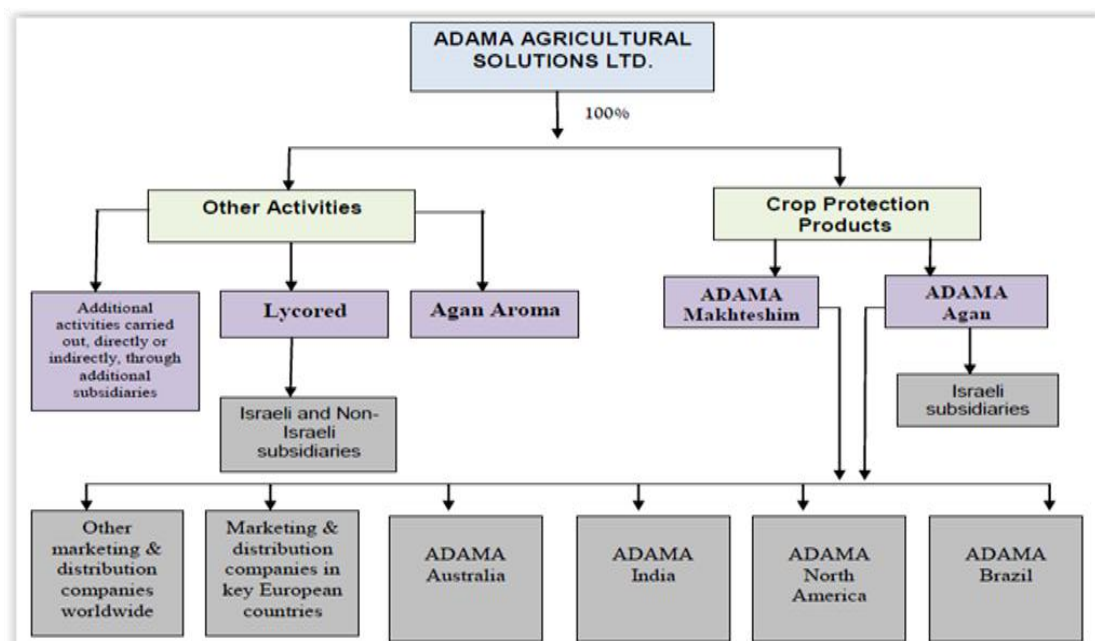 ADAMA AGRICULTURAL
SOLUTIONS LTD.
100%
Other Activities
Crop Protection
Products
Additional
activities carried
out, directly or
indirectly, through
additional
subsidiaries
Lycored
Agan Aroma
ADAMA
Makhteshim
ADAMA
Agan
Israeli and Non-
Israeli
subsidiaries
Israeli
subsidiaries
Other
marketing &
distribution
companies
worldwide
Marketing &
distribution
companies in
key European
countries
ADAMA
Australia
ADAMA
India
ADAMA
North
America
ADAMA
Brazil